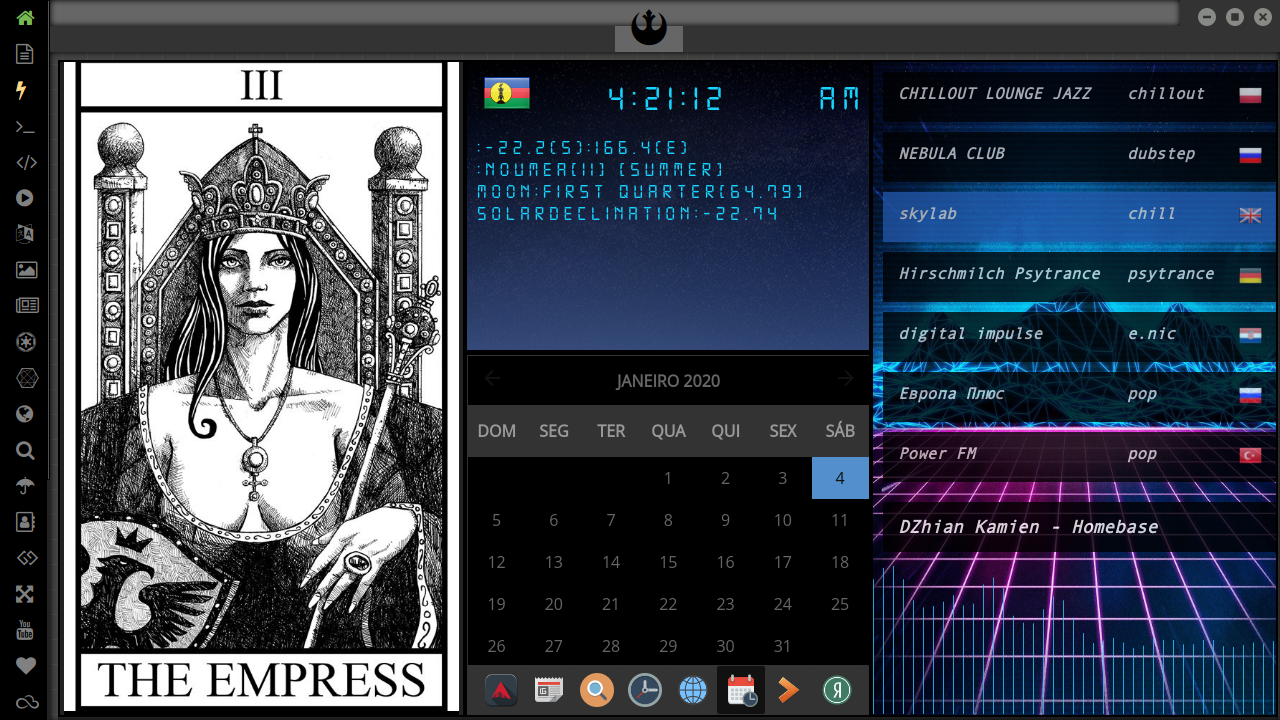 III
THE EMPRESS
4:21:12 AM
:-22.2(S):166.4(E)
:NOUMEA(11) (SUMMER)
MOON:FIRST QUARTER(64.79)
SOLARDECLINATION:-22.74
JANEIRO 2020
DOM SEG TER QUA QUI SEX SÁB
1 2 3 4
5 6 7 8 9 10 11
12 13 14 15 16 17 18
19 20 21 22 23 24 25
26 27 28 29 30 31
CHILLOUT LOUNGE JAZZ chillout
NEBULA CLUB dubstep
skylab chill
Hirschmilch Psytrance psytrance
digital impulse e.nic
Европа Плюс pop
Power FM pop
DZhian Kamien - Homebase
You
Tube
Я